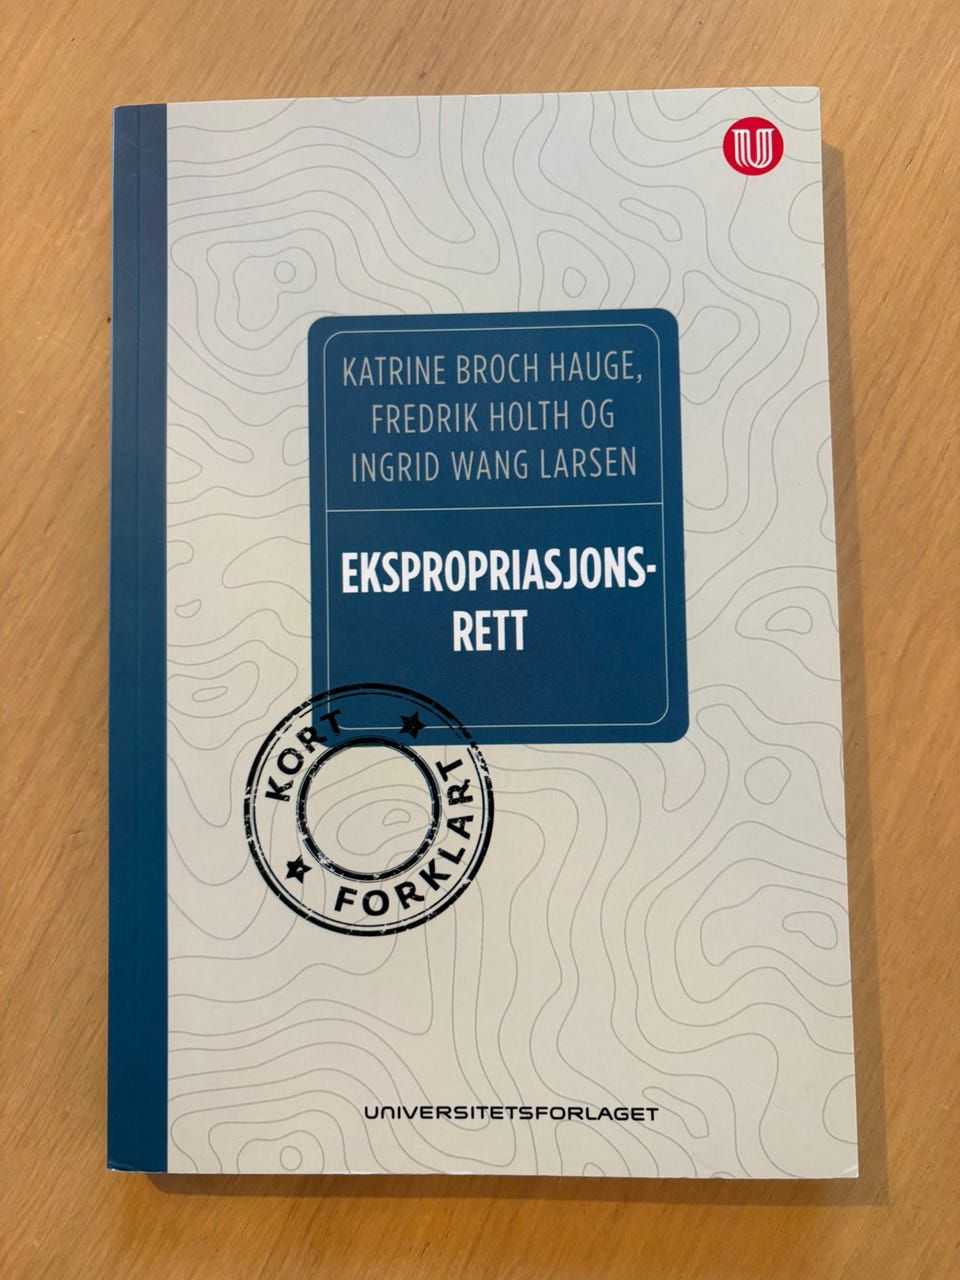 U
KATRINE BROCH HAUGE,
FREDRIK HOLTH OG
INGRID WANG LARSEN
EKSPROPRIASJONS-
RETT
KORT
FORKLART
UNIVERSITETSFORLAGET